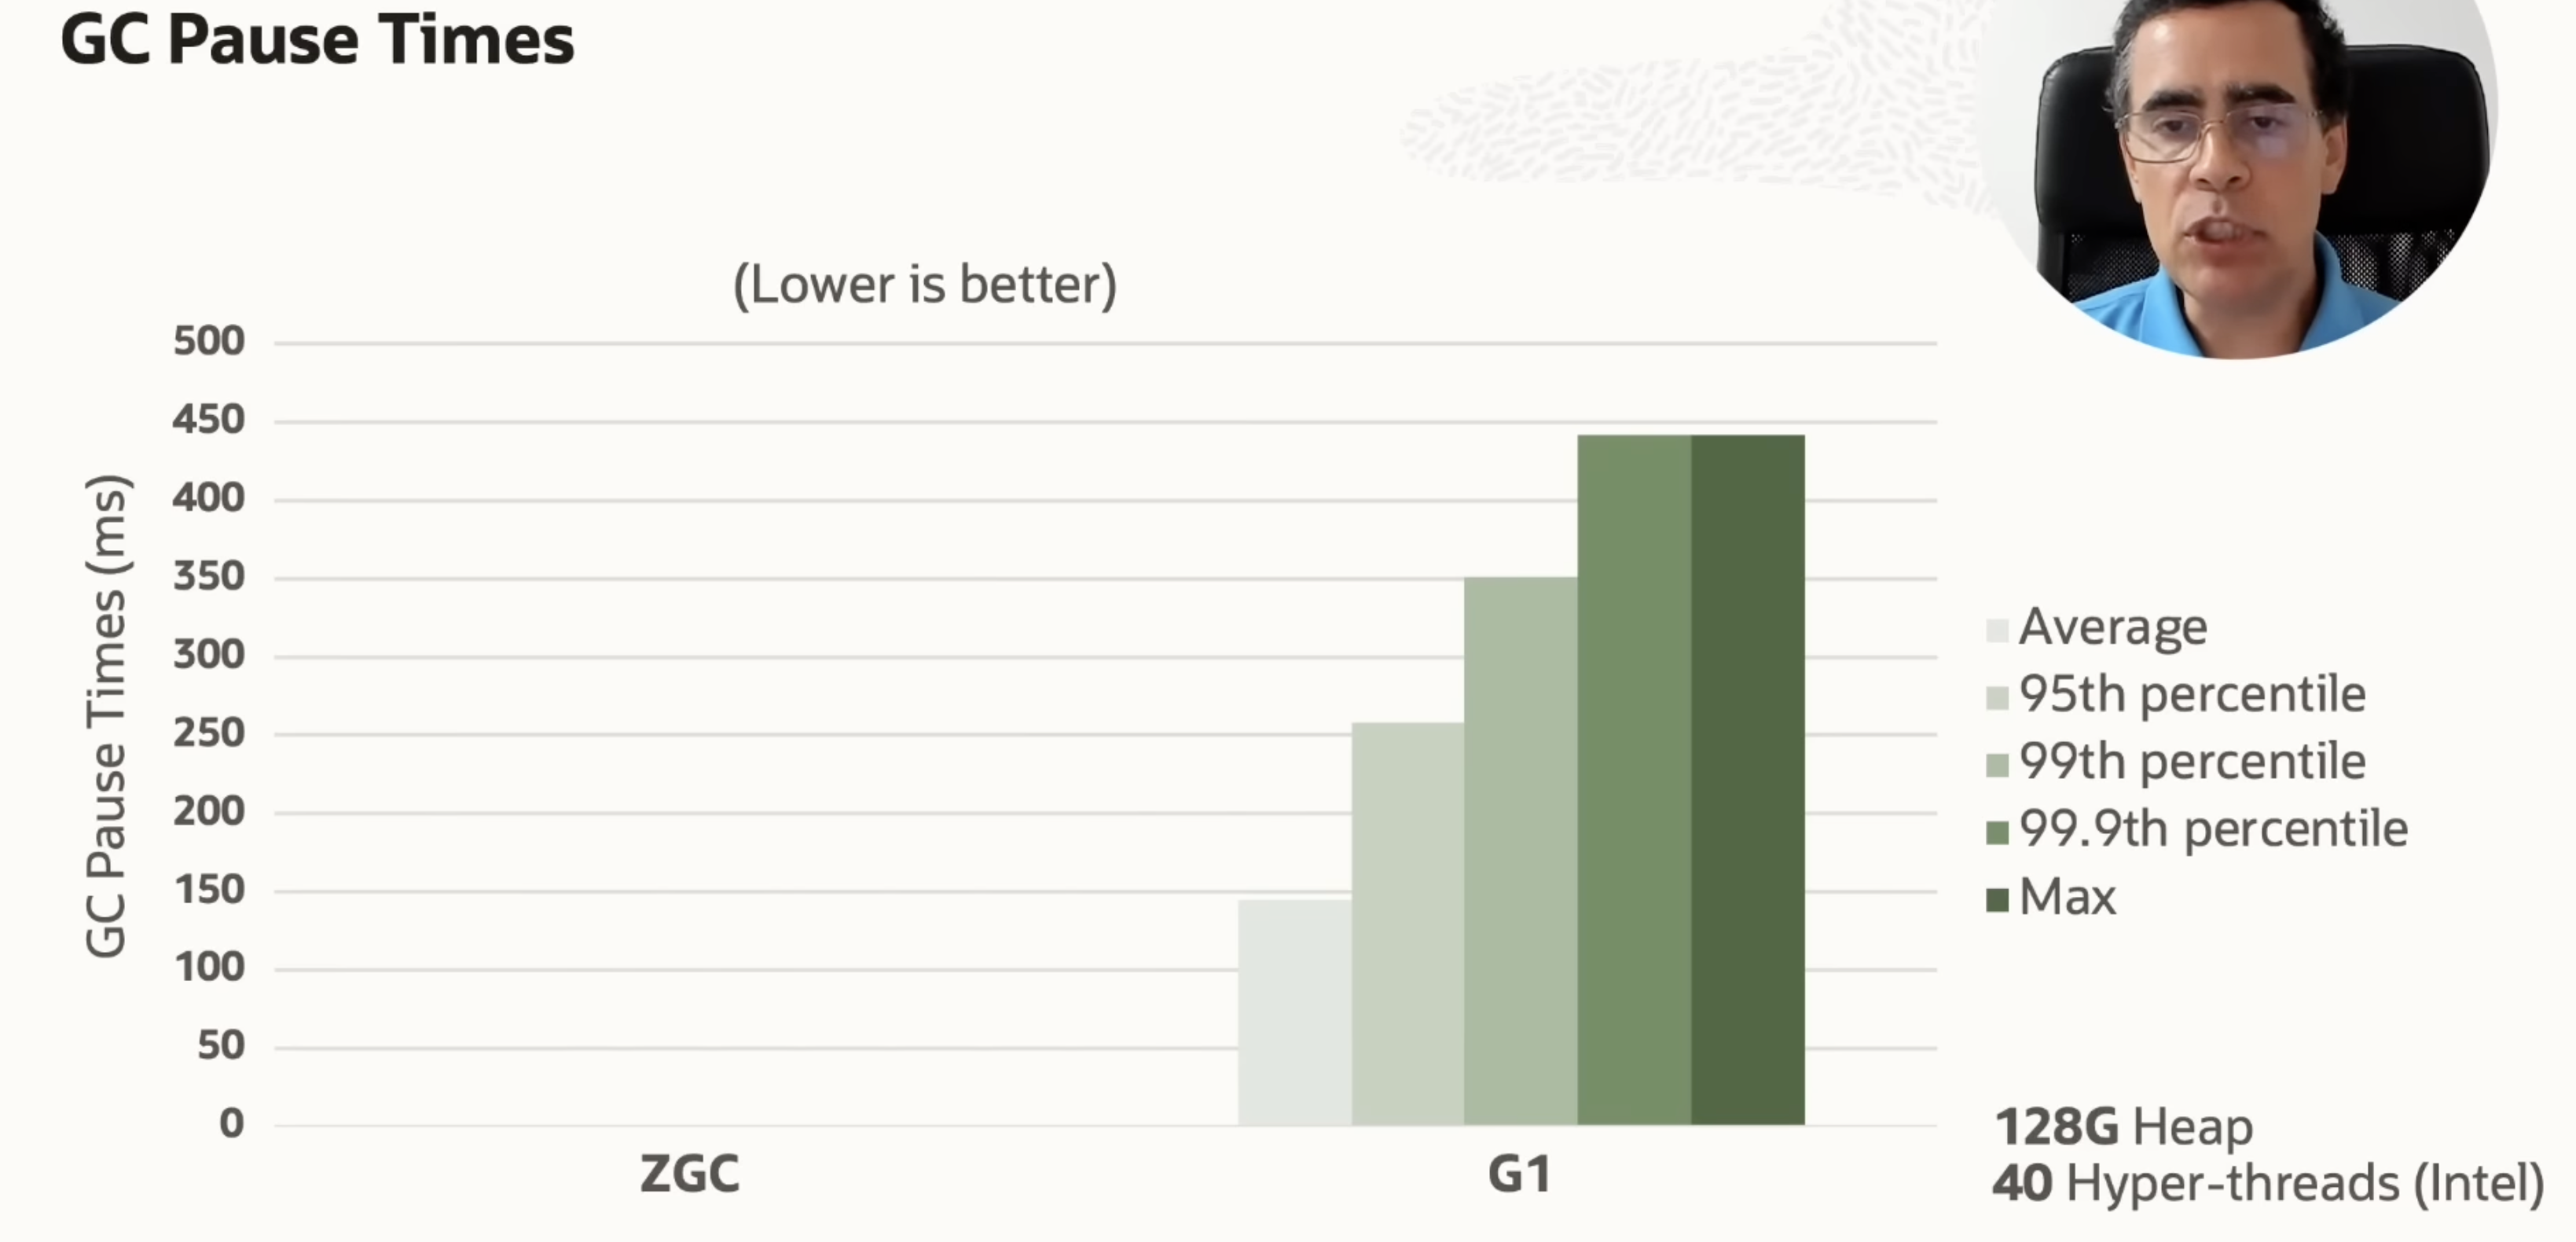 GC Pause Times
(Lower is better)
GC Pause Times (ms)
500
450
400
350
300
250
200
150
100
50
0
ZGC
G1
Average
95th percentile
99th percentile
99.9th percentile
Max
128G Heap
40 Hyper-threads (Intel)